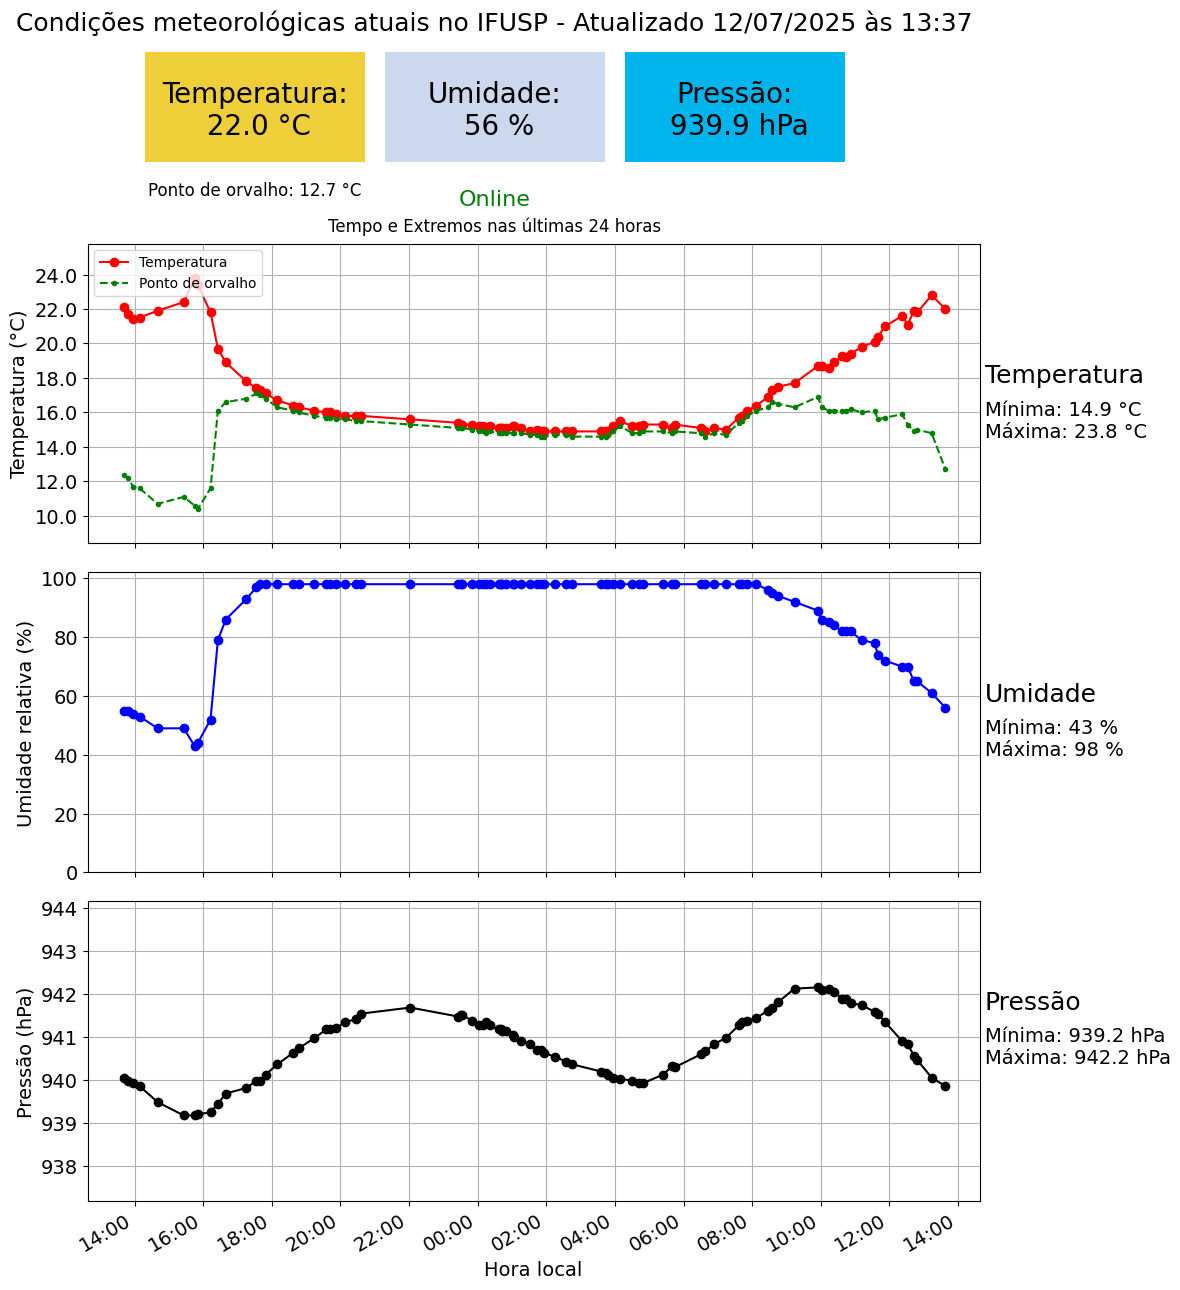 Condições meteorológicas atuais no IFUSP - Atualizado 12/07/2025 às 13:37
Temperatura:
22.0 °C
Umidade:
56 %
Pressão:
939.9 hPa
Ponto de orvalho: 12.7 °C
Online
Tempo e Extremos nas últimas 24 horas
Temperatura
Ponto de orvalho
Temperatura (°C)
24.0
22.0
20.0
18.0
16.0
14.0
12.0
10.0
Temperatura
Mínima: 14.9 °C
Máxima: 23.8 °C
Umidade relativa (%)
100
80
60
40
20
0
Umidade
Mínima: 43 %
Máxima: 98 %
Pressão (hPa)
944
943
942
941
940
939
938
Pressão
Mínima: 939.2 hPa
Máxima: 942.2 hPa
14:00 16:00 18:00 20:00 22:00 00:00 02:00 04:00 06:00 08:00 10:00 12:00 14:00
Hora local